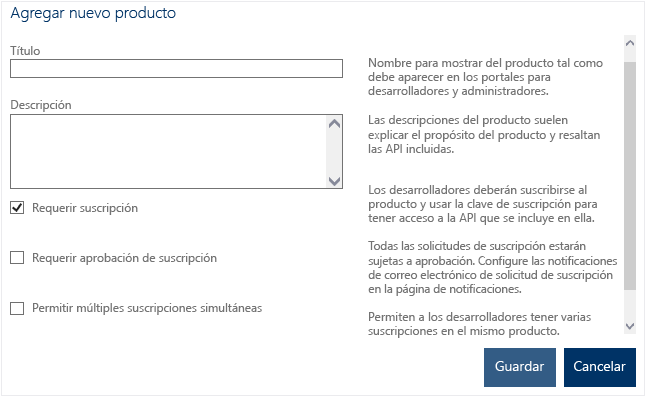 Agregar nuevo producto
Título
Nombre para mostrar del producto tal como
debe aparecer en los portales para
desarrolladores y administradores.
Descripción
Las descripciones del producto suelen
explicar el propósito del producto y resaltan
las API incluidas.
Requerir suscripción
Los desarrolladores deberán suscribirse al
producto y usar la clave de suscripción para
tener acceso a la API que se incluye en ella.
Requerir aprobación de suscripción
Todas las solicitudes de suscripción estarán
sujetas a aprobación. Configure las notificaciones
de correo electrónico de solicitud de suscripción
en la página de notificaciones.
Permitir múltiples suscripciones simultáneas
Permiten a los desarrolladores tener varias
suscripciones en el mismo producto.
Guardar
Cancelar